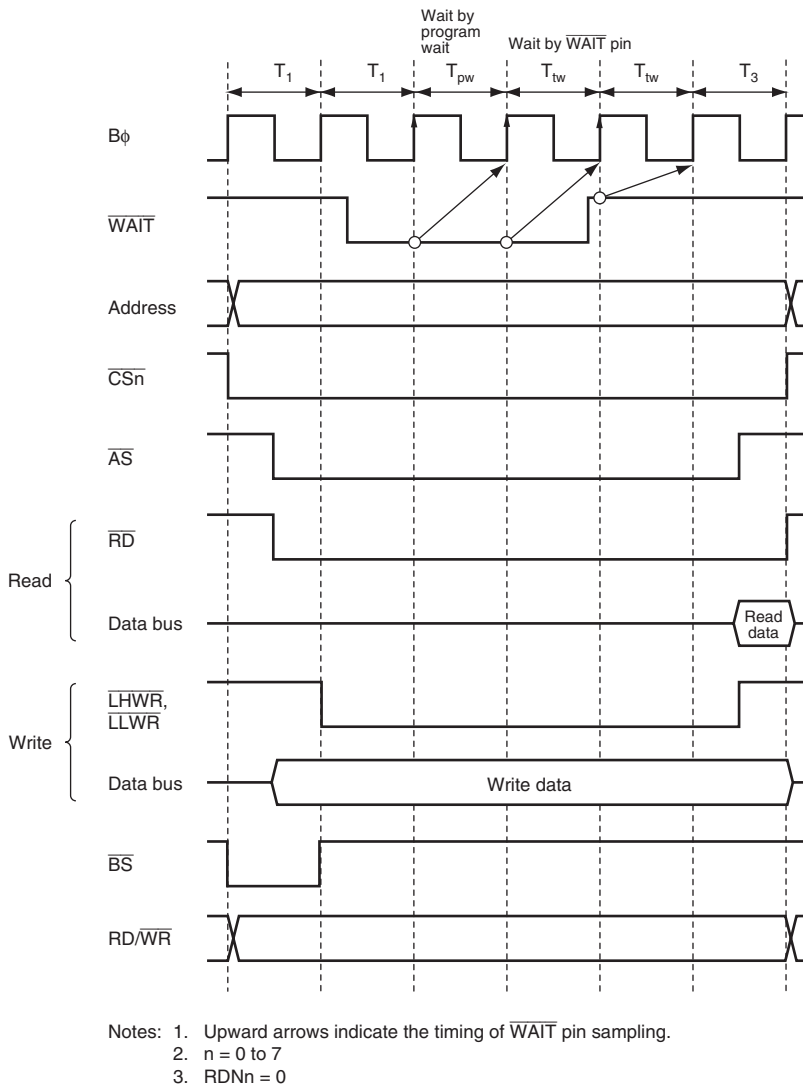 Wait by
program
wait
Wait by WAIT pin
T1 T1 Tpw Ttw Ttw T3
Bϕ
WAIT
Address
CSn
AS
RD
Read
Data bus
Read
data
LHWR,
LLWR
Write
Data bus
Write data
BS
RD/WR
Notes: 1. Upward arrows indicate the timing of WAIT pin sampling.
2. n = 0 to 7
3. RDNn = 0